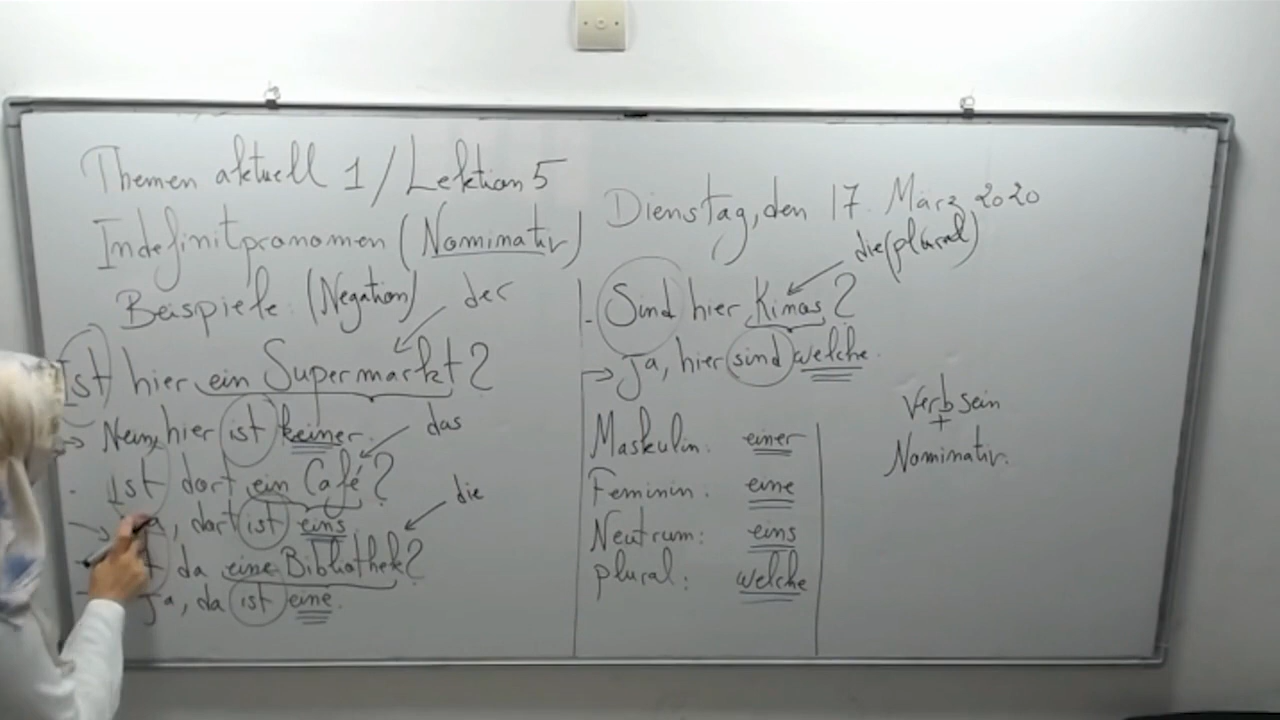 Themen aktuell 1 / Lektion 5
Indefinitpronomen (Nominativ)
Beispiele: (Negation)
der
Ist hier ein Supermarkt?
→ Nein, hier ist keiner.
das
- Ist dort ein Café?
→ Ja, dort ist eins.
die
da eine Bibliothek?
Ja, da ist eine.
Dienstag, den 17. März 2020
die (plural)
- Sind hier Kinos?
→ Ja, hier sind welche.
Maskulin: einer
Feminin: eine
Neutrum: eins
plural: welche
Verb sein
+
Nominativ.